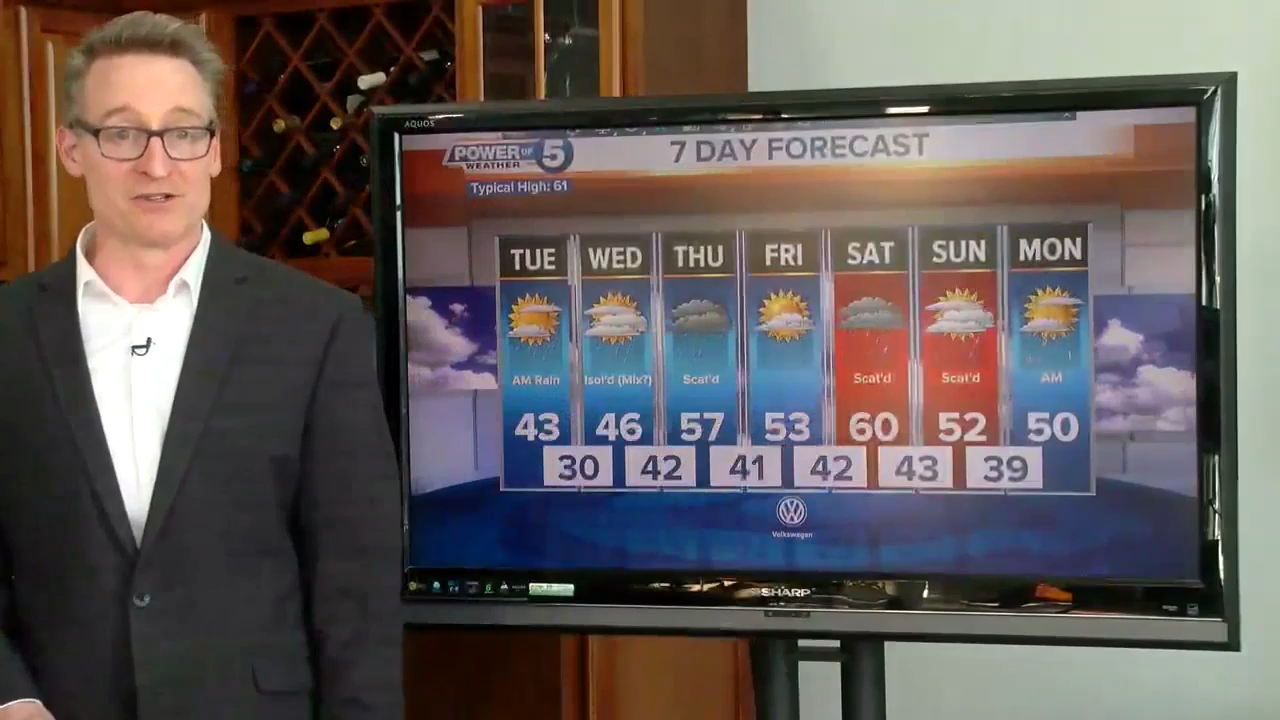 AQUOS
POWER OF 5
WEATHER
7 DAY FORECAST
Typical High: 61
TUE WED THU FRI SAT SUN MON
AM Rain Isol'd (Mix?) Scat'd Scat'd Scat'd AM
43 46 57 53 60 52 50
30 42 41 42 43 39
Volkswagen
SHARP